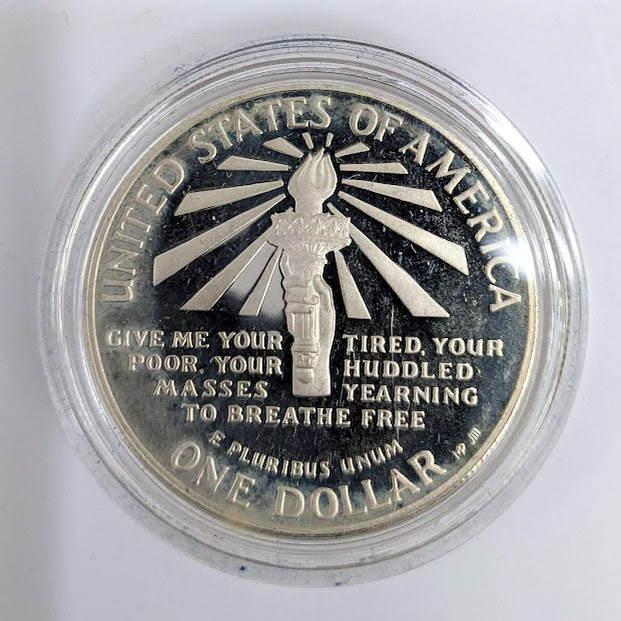 UNITED STATES OF AMERICA
GIVE ME YOUR TIRED, YOUR
POOR, YOUR HUDDLED
MASSES YEARNING
TO BREATHE FREE
E PLURIBUS UNUM
ONE DOLLAR